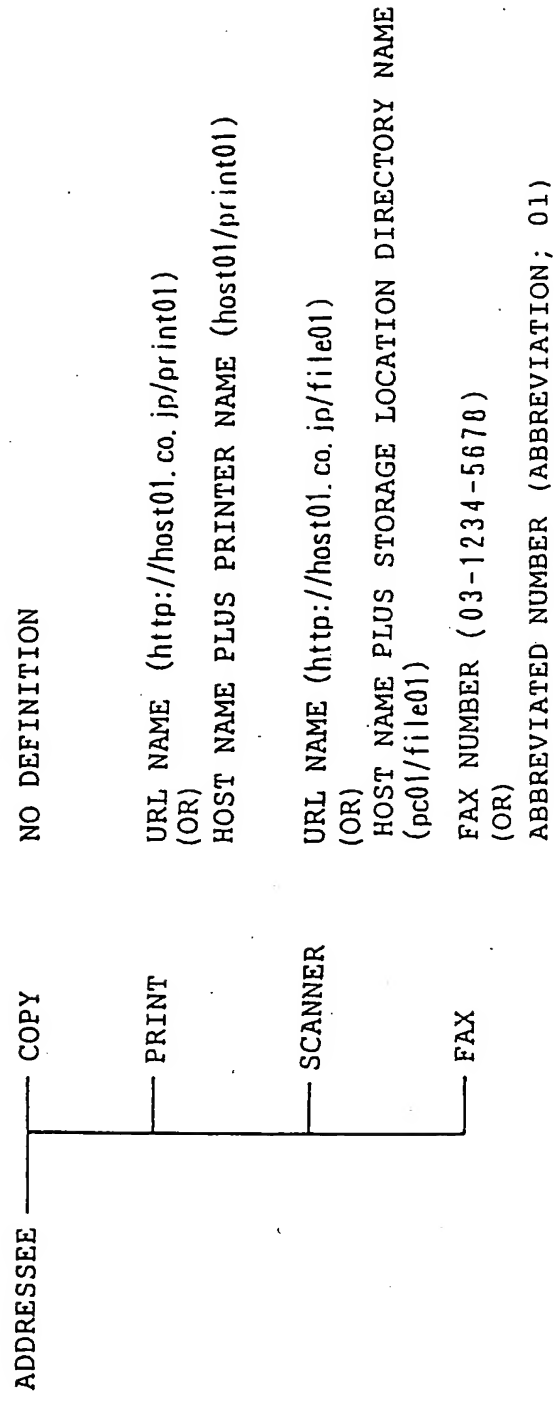 ADDRESSEE
COPY
NO DEFINITION
PRINT
URL NAME (http://host01.co.jp/print01)
(OR)
HOST NAME PLUS PRINTER NAME (host01/print01)
SCANNER
URL NAME (http://host01.co.jp/file01)
(OR)
HOST NAME PLUS STORAGE LOCATION DIRECTORY NAME
(pc01/file01)
FAX
FAX NUMBER (03-1234-5678)
(OR)
ABBREVIATED NUMBER (ABBREVIATION; 01)